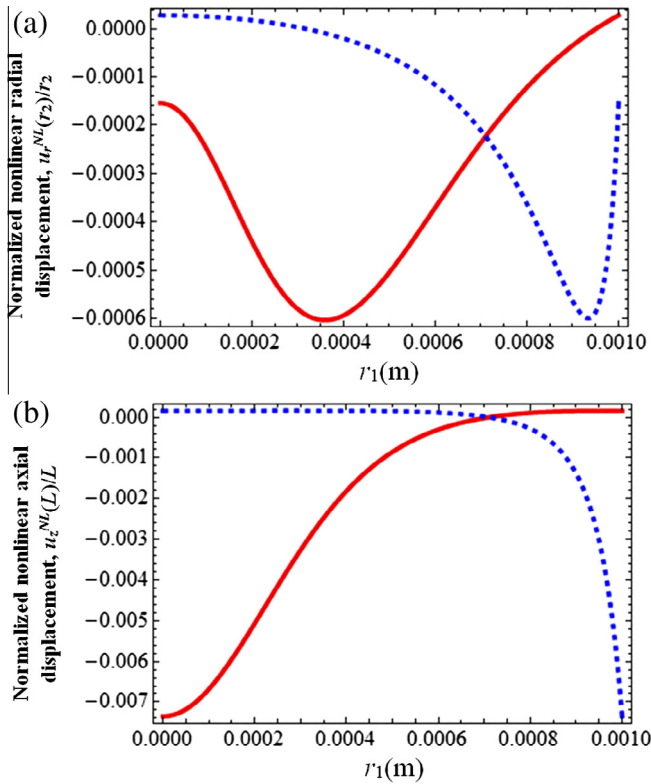 (a)
Normalized nonlinear radial
displacement, u_r^NL(r_2)/r_2
0.0000
−0.0001
−0.0002
−0.0003
−0.0004
−0.0005
−0.0006
0.0000 0.0002 0.0004 0.0006 0.0008 0.0010
r_1(m)
(b)
Normalized nonlinear axial
displacement, u_z^NL(L)/L
0.000
−0.001
−0.002
−0.003
−0.004
−0.005
−0.006
−0.007
0.0000 0.0002 0.0004 0.0006 0.0008 0.0010
r_1(m)